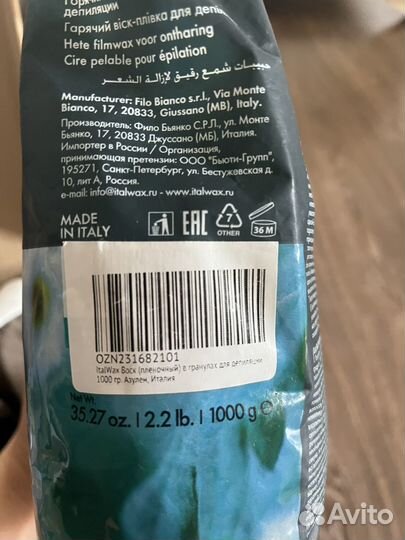 депиляции
Гарячий віск-плівка для депі
Hete filmwax voor ontharing
Cire pelable pour épilation
حبيبات شمع رقيق لإزالة الشعر
Manufacturer: Filo Bianco s.r.l., Via Monte
Bianco, 17, 20833, Giussano (MB), Italy.
Производитель: Фило Бьянко С.Р.Л., ул. Монте
Бьянко, 17, 20833 Джуссано (МБ), Италия.
Импортер в России / Организация,
принимающая претензии: ООО "Бьюти-Групп",
195271, Санкт-Петербург, ул. Бестужевская д.
10, лит А, Россия.
e-mail: info@italwax.ru, www.italwax.ru
MADE
IN ITALY
EAC
7
OTHER
36 M
OZN231682101
ItalWax Воск (пленочный) в гранулах для депиляции
1000 гр. Азулен, Италия
Net Wt.
35.27 oz. | 2.2 lb. | 1000g e
Avito